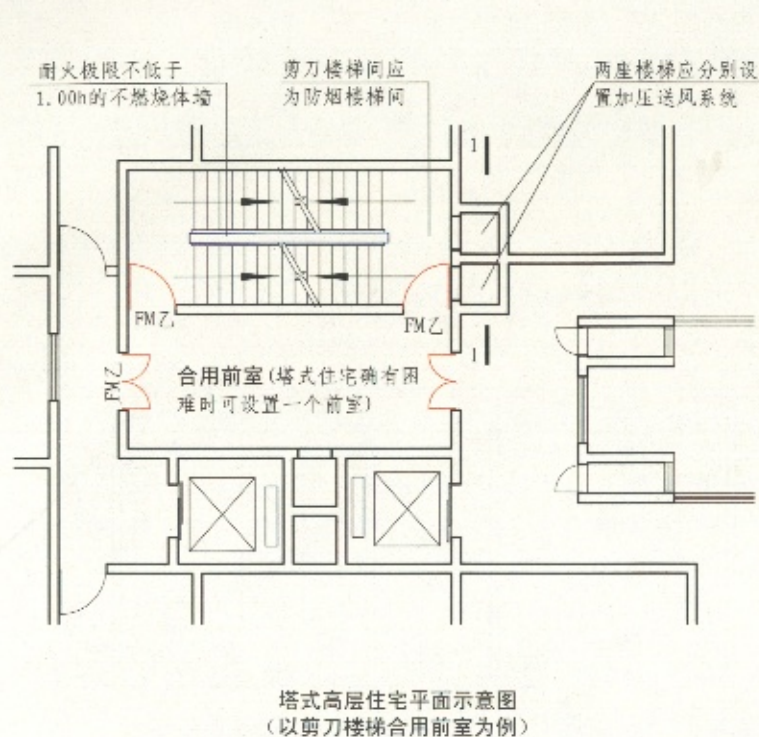 耐火极限不低于
1.00h的不燃烧体墙
剪刀楼梯间应
为防烟楼梯间
两座楼梯应分别设
置加压送风系统
1
FM乙
FM乙
FM乙
1
合用前室(塔式住宅确有困
难时可设置一个前室)
塔式高层住宅平面示意图
(以剪刀楼梯合用前室为例)